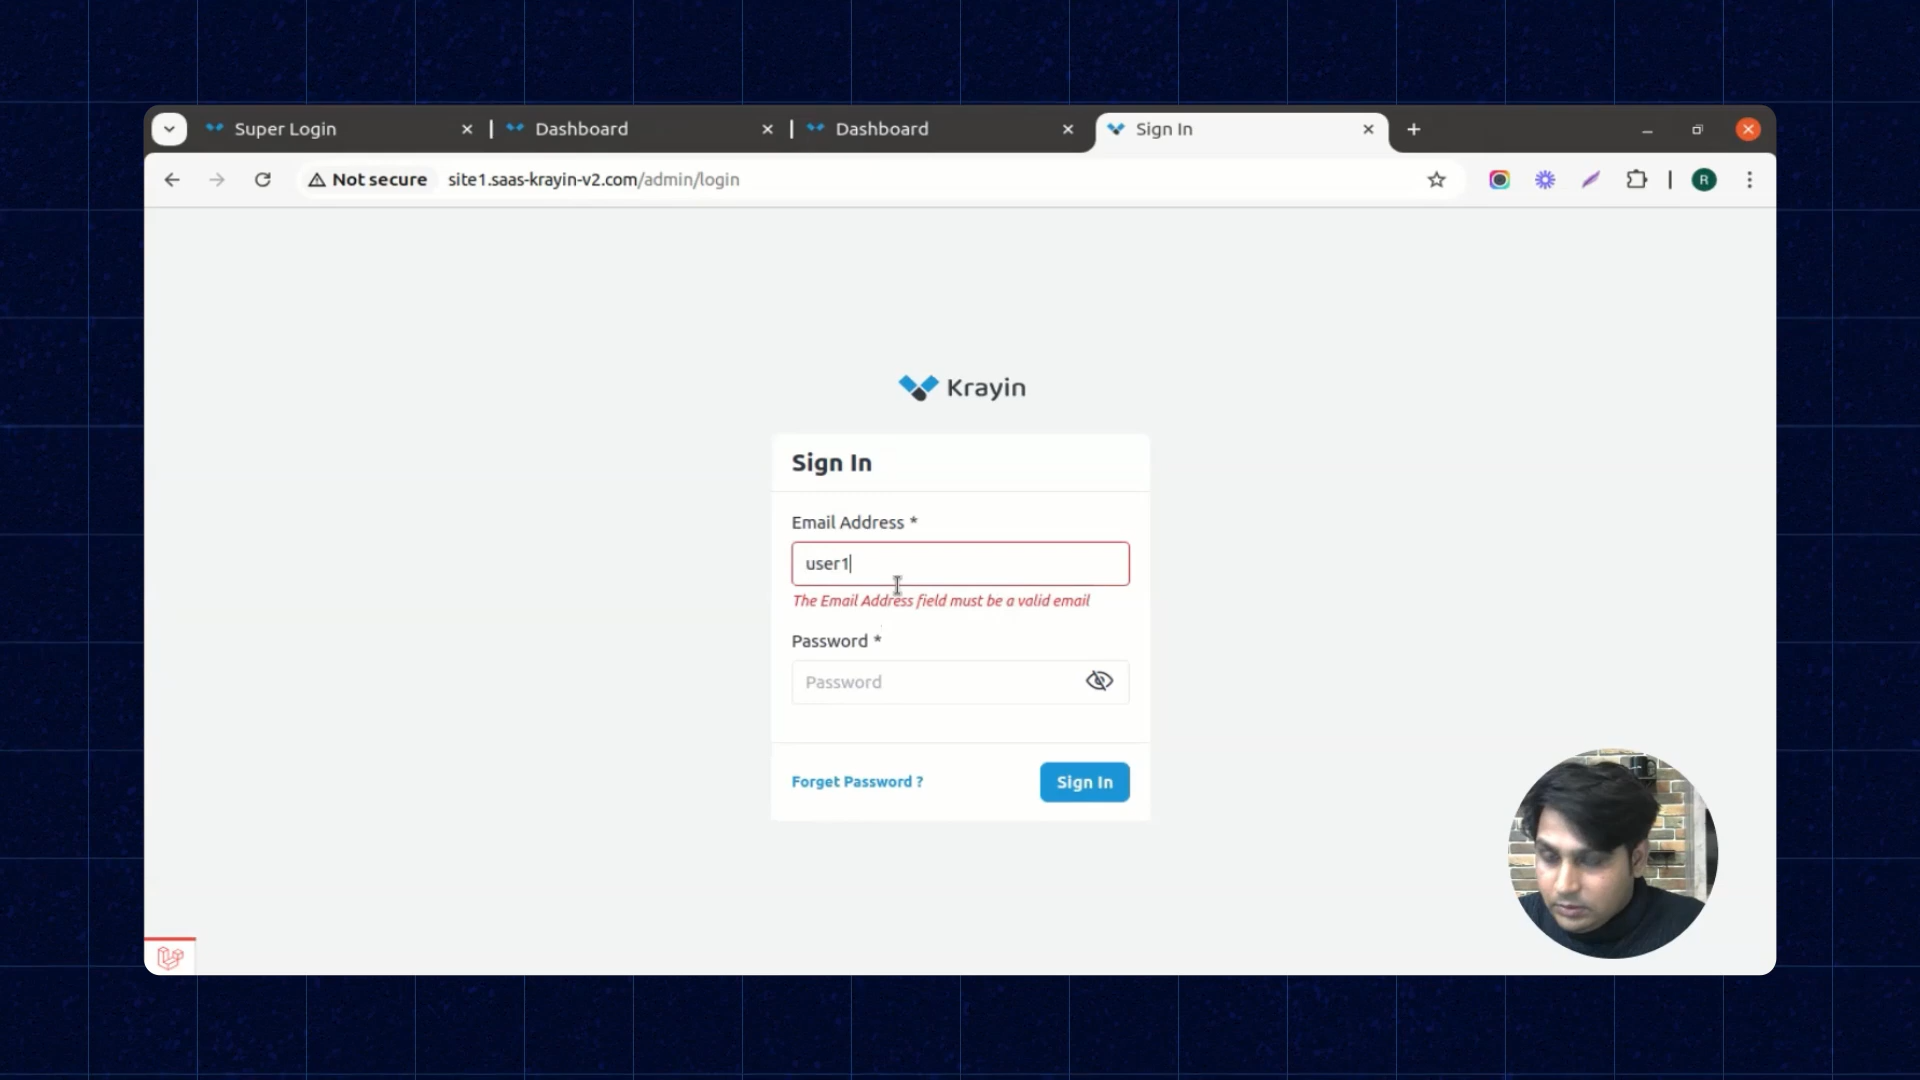 Super Login
Dashboard
Dashboard
Sign In
Not secure
site1.saas-krayin-v2.com/admin/login
R
Krayin
Sign In
Email Address *
user1
The Email Address field must be a valid email
Password *
Password
Forget Password ?
Sign In